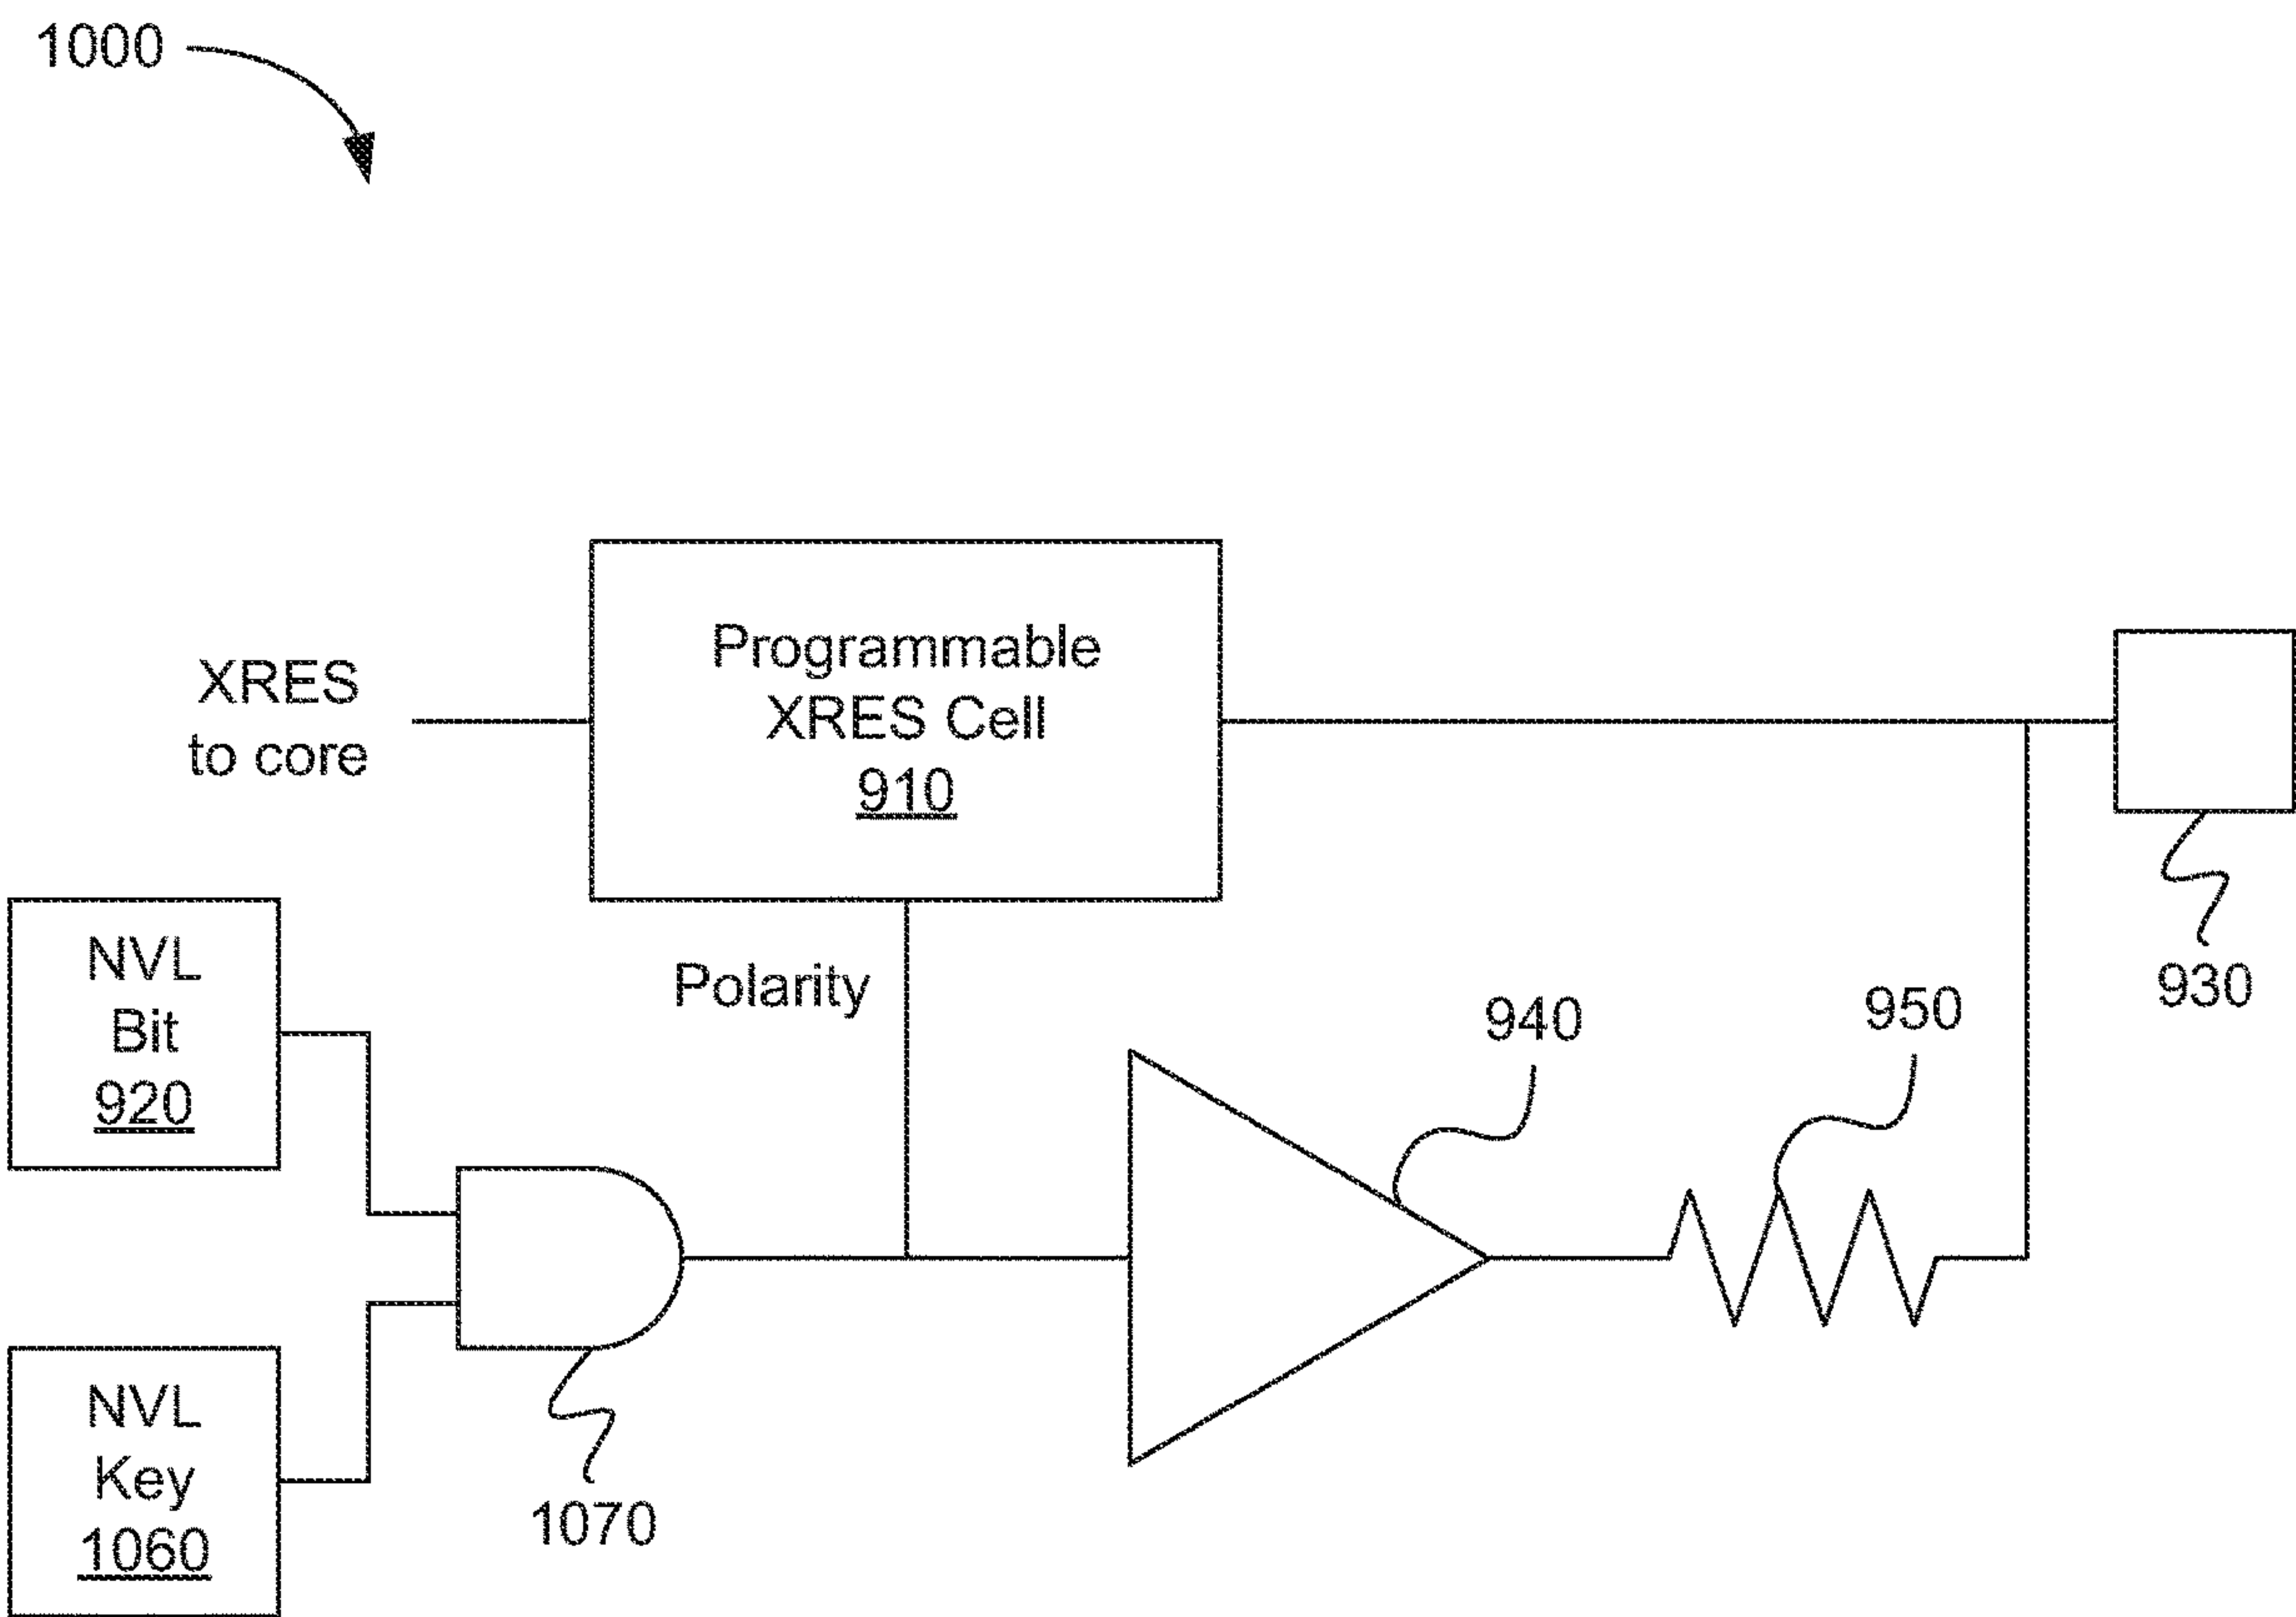 1000
Programmable
XRES Cell
910
XRES
to core
NVL
Bit
920
Polarity
930
940
950
NVL
Key
1060
1070